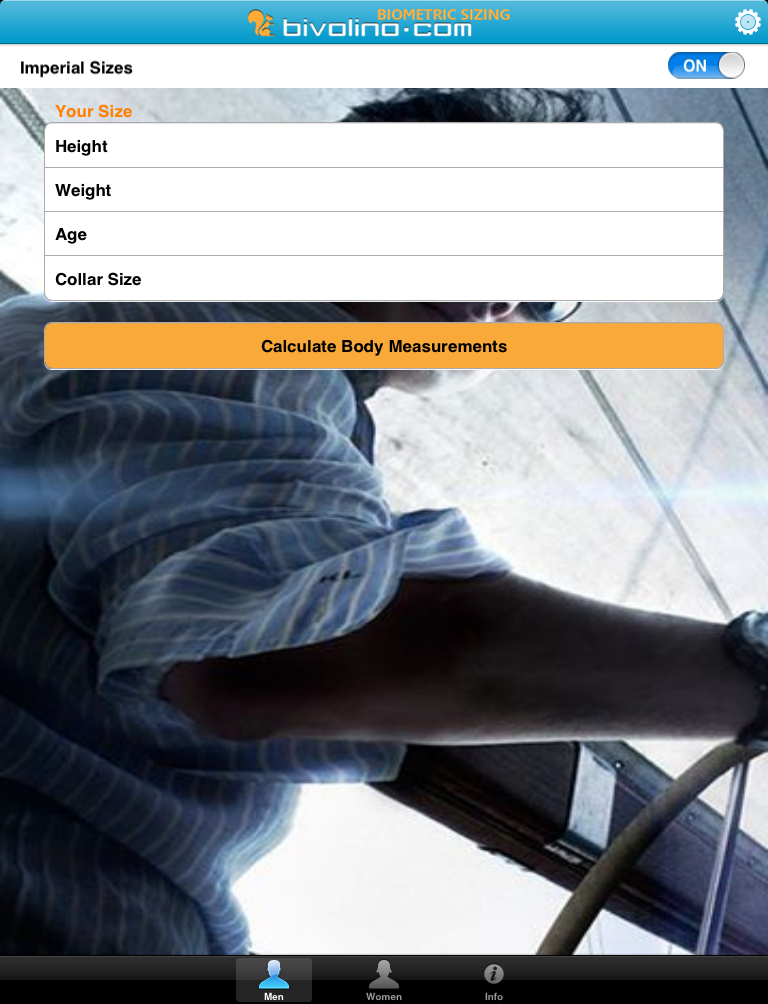 BIOMETRIC SIZING
bivolino.com
Imperial Sizes
ON
Your Size
Height
Weight
Age
Collar Size
Calculate Body Measurements
Men
Women
Info